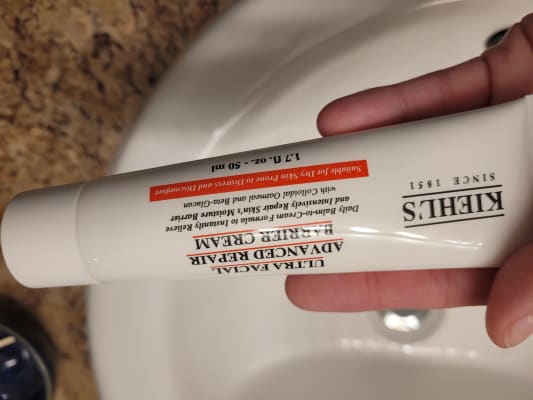 KIEHL'S
SINCE 1851
ULTRA FACIAL
ADVANCED REPAIR
BARRIER CREAM
Daily Balm-to-Cream Formula to Instantly Relieve
and Intensively Repair Skin's Moisture Barrier
with Colloidal Oatmeal and Beta-Glucan
Suitable for Dry Skin Prone to Distress and Discomfort
1.7 fl. oz. - 50 ml